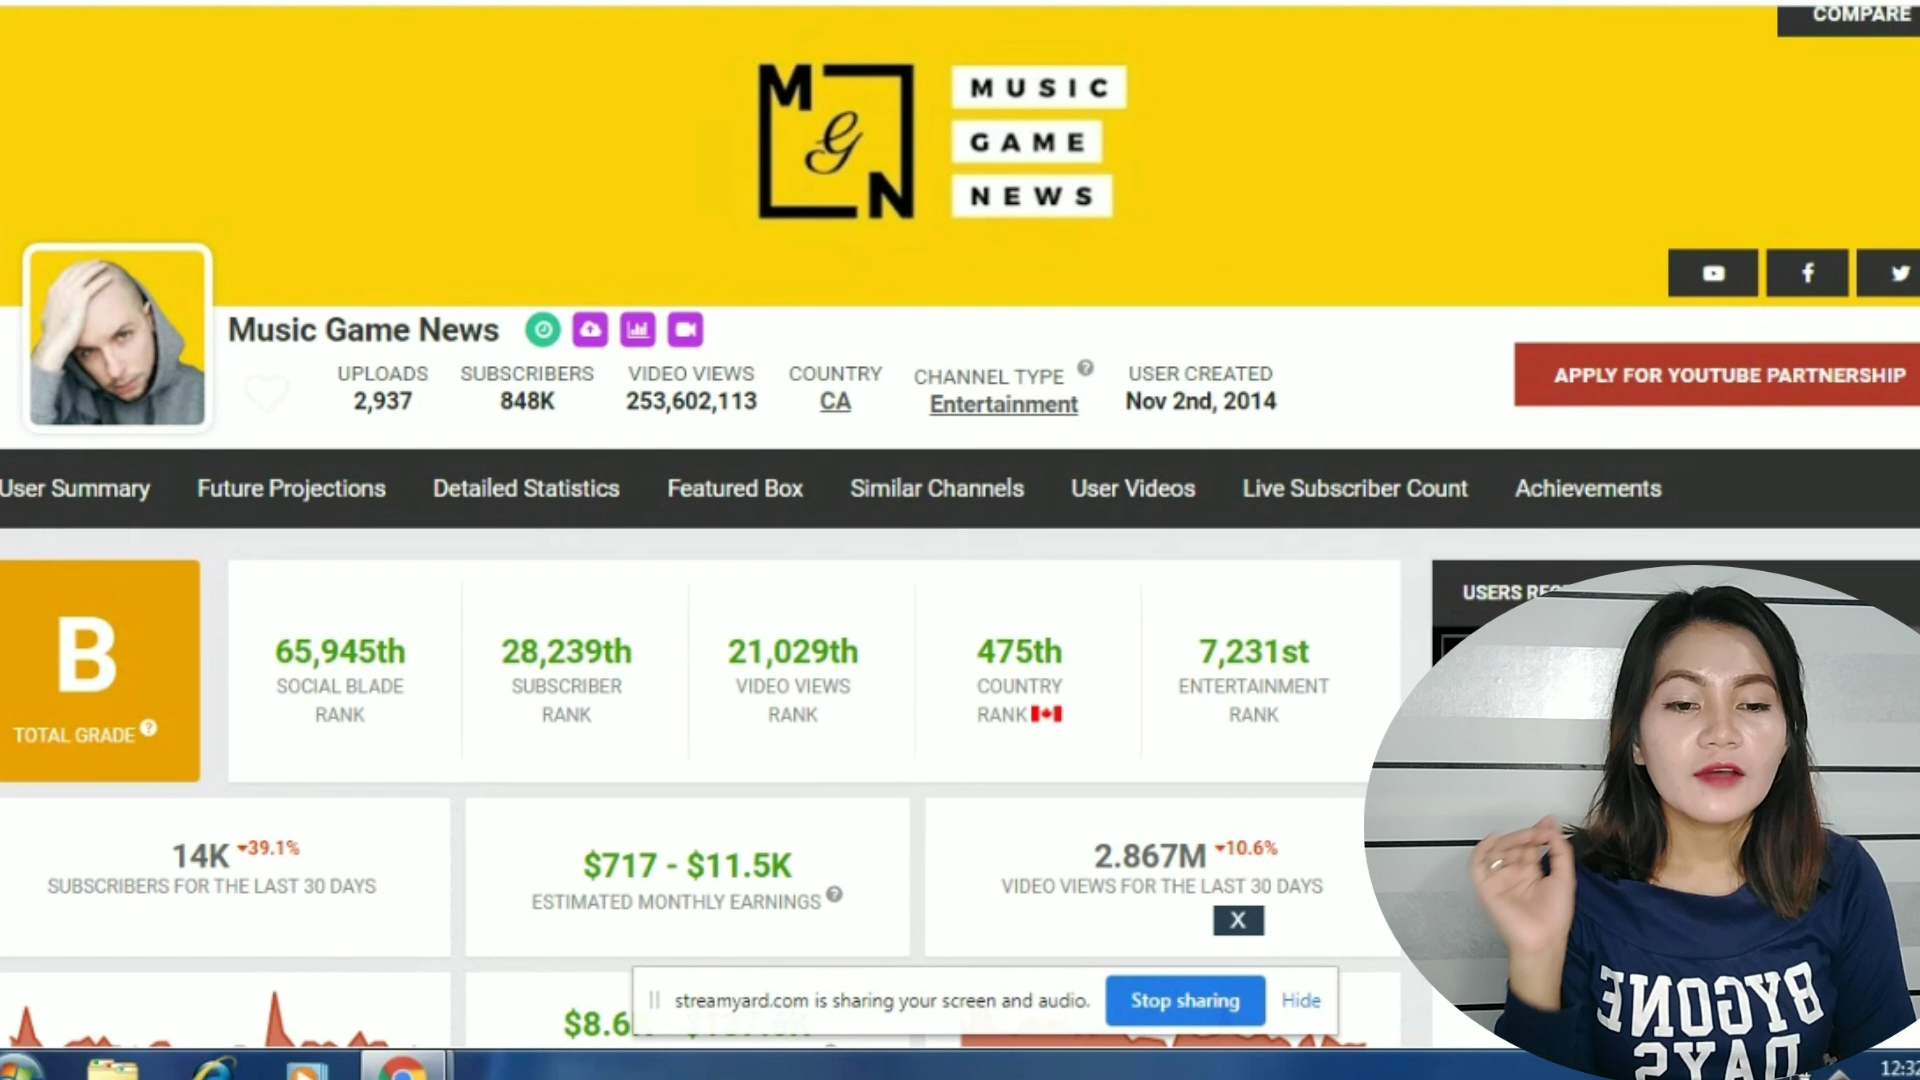 COMPARE
M G N
MUSIC
GAME
NEWS
Music Game News
UPLOADS
2,937
SUBSCRIBERS
848K
VIDEO VIEWS
253,602,113
COUNTRY
CA
CHANNEL TYPE
Entertainment
USER CREATED
Nov 2nd, 2014
APPLY FOR YOUTUBE PARTNERSHIP
User Summary
Future Projections
Detailed Statistics
Featured Box
Similar Channels
User Videos
Live Subscriber Count
Achievements
B
TOTAL GRADE
65,945th
SOCIAL BLADE
RANK
28,239th
SUBSCRIBER
RANK
21,029th
VIDEO VIEWS
RANK
475th
COUNTRY
RANK
7,231st
ENTERTAINMENT
RANK
USERS
14K 39.1%
SUBSCRIBERS FOR THE LAST 30 DAYS
$717 - $11.5K
ESTIMATED MONTHLY EARNINGS
2.867M 10.6%
VIDEO VIEWS FOR THE LAST 30 DAYS
X
streamyard.com is sharing your screen and audio.
Stop sharing
Hide
BYGONE
DAYS